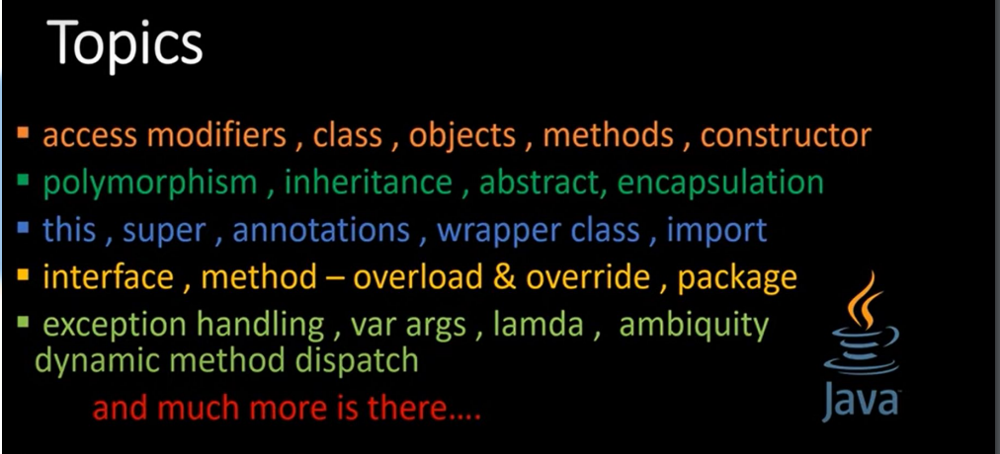 Topics
▪ access modifiers , class , objects , methods , constructor
▪ polymorphism , inheritance , abstract, encapsulation
▪ this , super , annotations , wrapper class , import
▪ interface , method – overload & override , package
▪ exception handling , var args , lamda ,  ambiquity
dynamic method dispatch
and much more is there....
Java